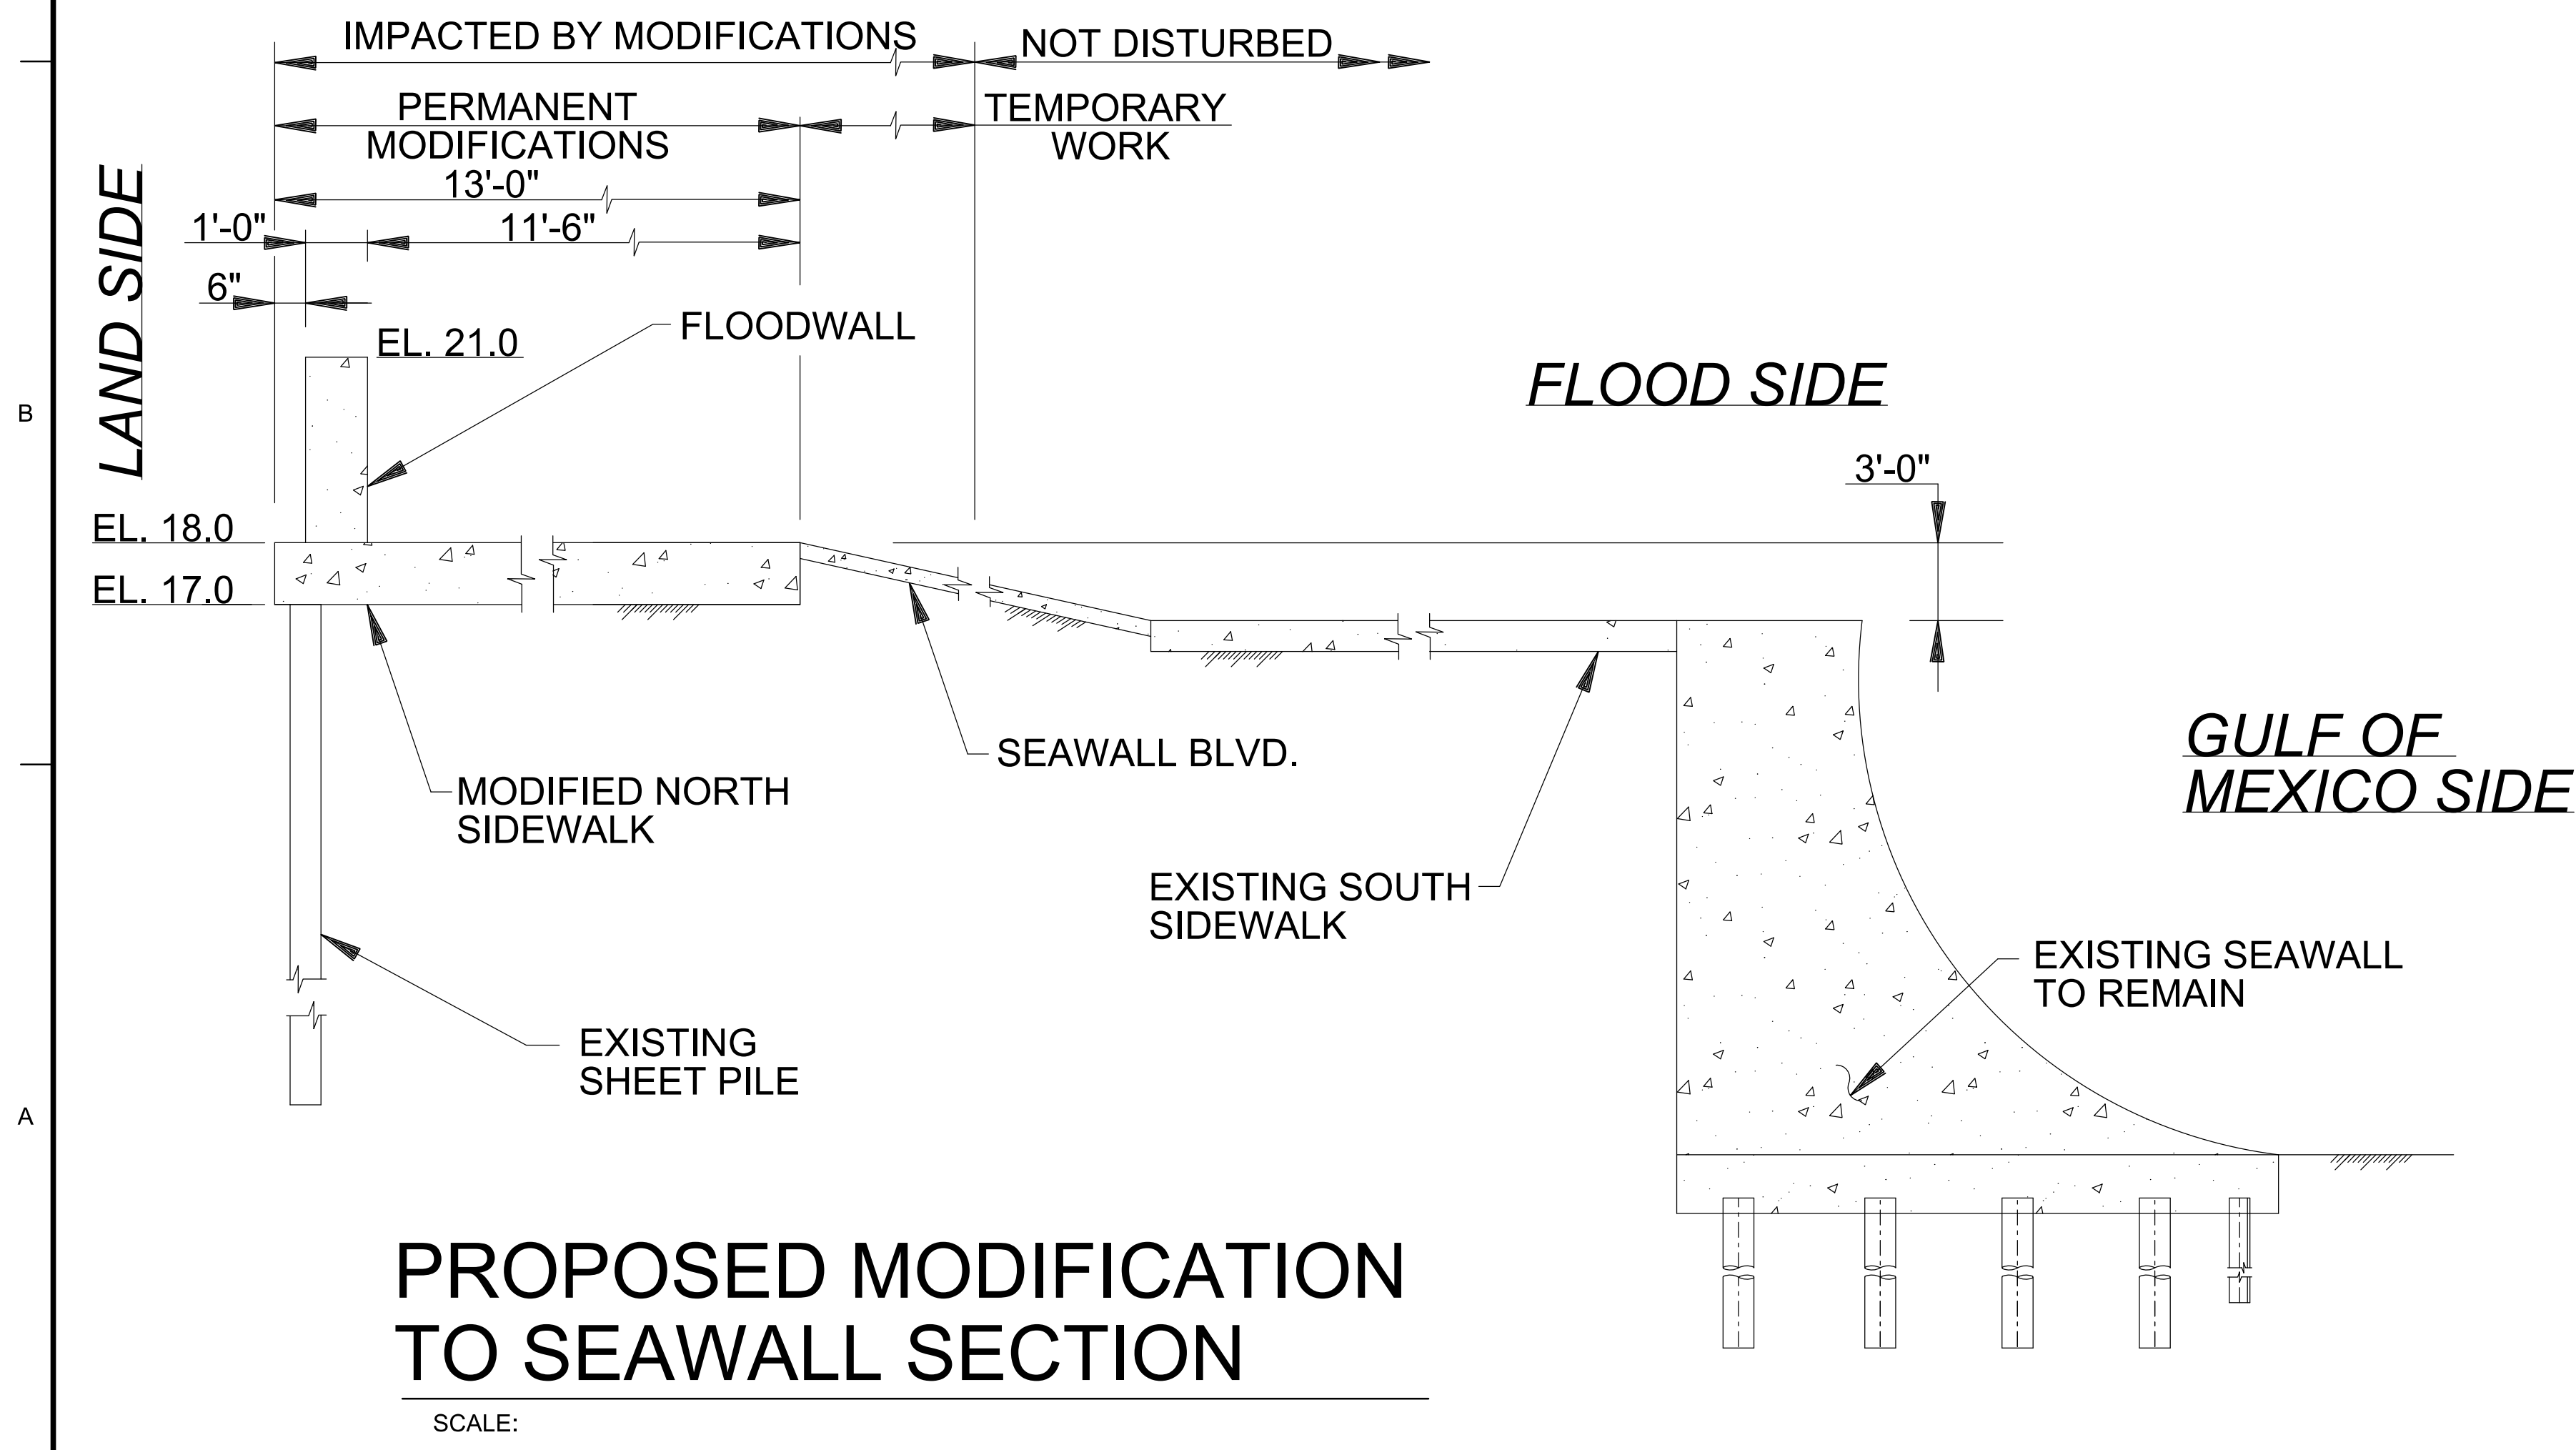 IMPACTED BY MODIFICATIONS
NOT DISTURBED
PERMANENT
MODIFICATIONS
TEMPORARY
WORK
13'-0"
1'-0"
11'-6"
6"
LAND SIDE
EL. 21.0
FLOODWALL
FLOOD SIDE
B
3'-0"
EL. 18.0
EL. 17.0
SEAWALL BLVD.
GULF OF
MEXICO SIDE
MODIFIED NORTH
SIDEWALK
EXISTING SOUTH
SIDEWALK
EXISTING SEAWALL
TO REMAIN
EXISTING
SHEET PILE
A
PROPOSED MODIFICATION
TO SEAWALL SECTION
SCALE: